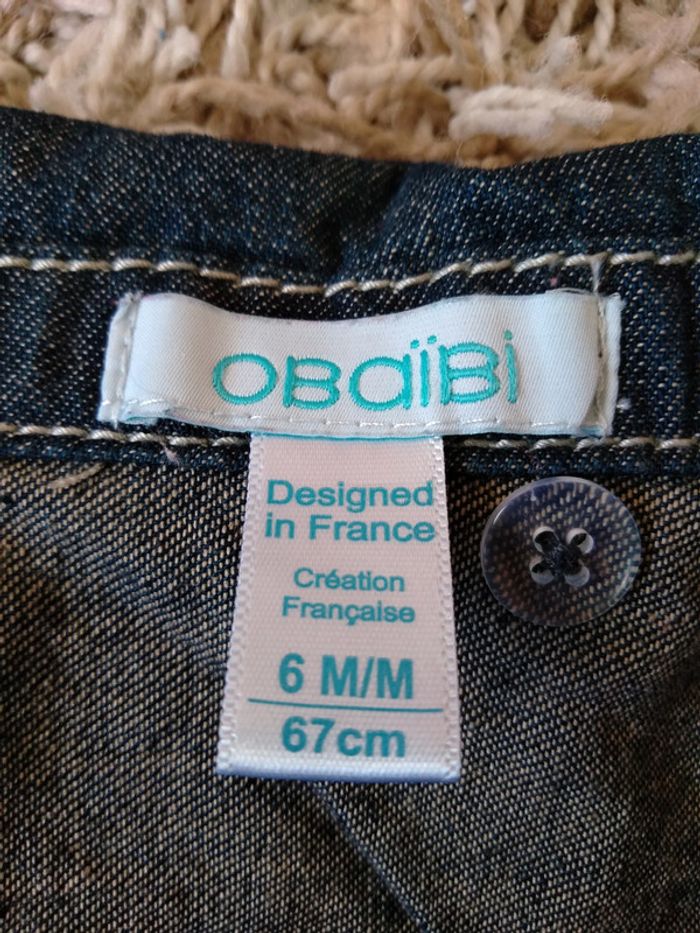 OBaïBi
Designed
in France
Création
Française
6 M/M
67cm